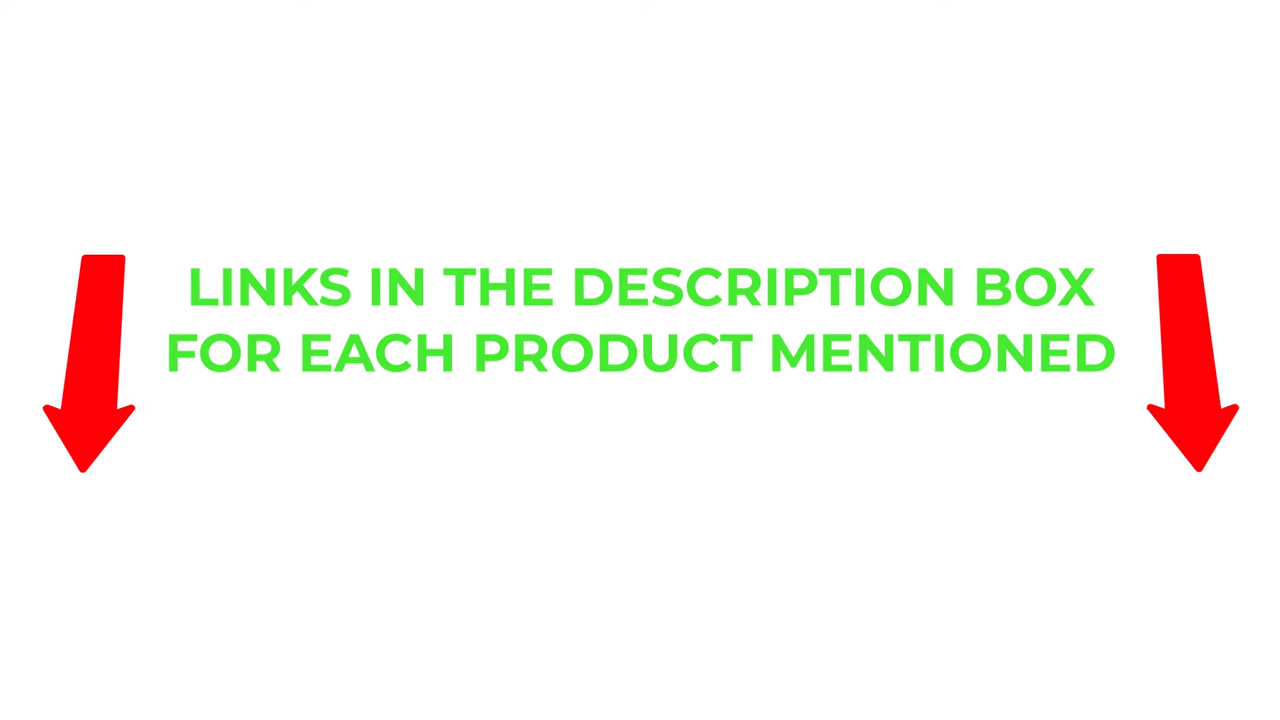 LINKS IN THE DESCRIPTION BOX
FOR EACH PRODUCT MENTIONED